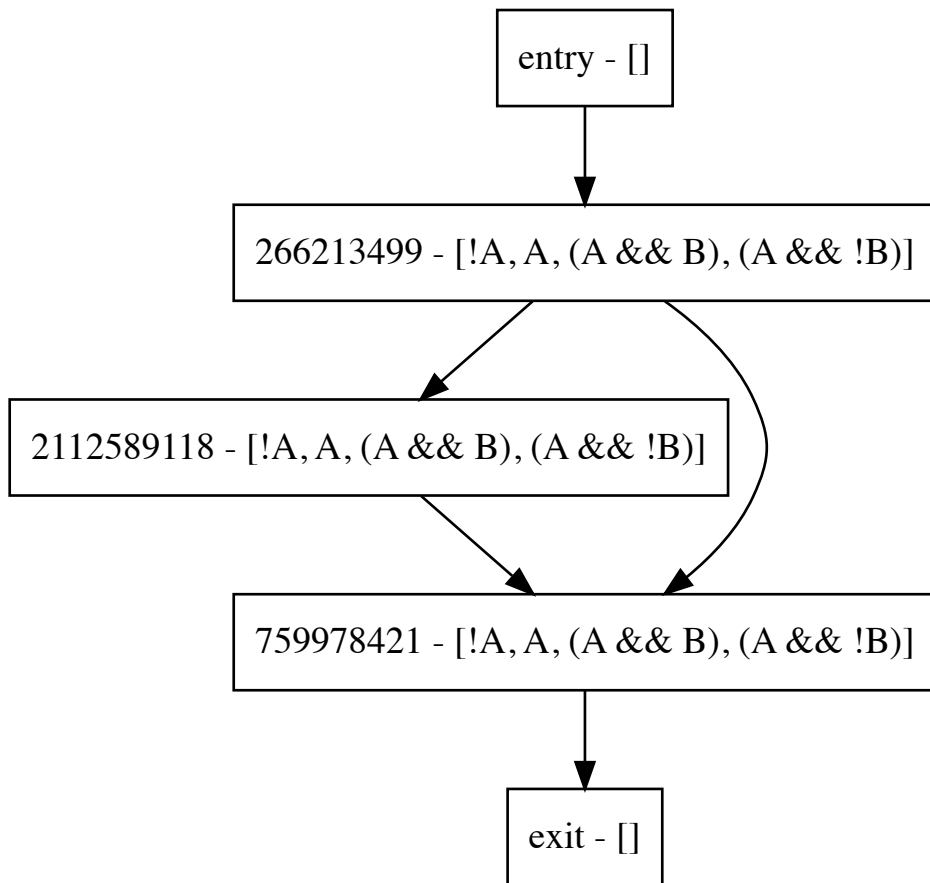 entry - []
266213499 - [!A, A, (A && B), (A && !B)]
2112589118 - [!A, A, (A && B), (A && !B)]
759978421 - [!A, A, (A && B), (A && !B)]
exit - []